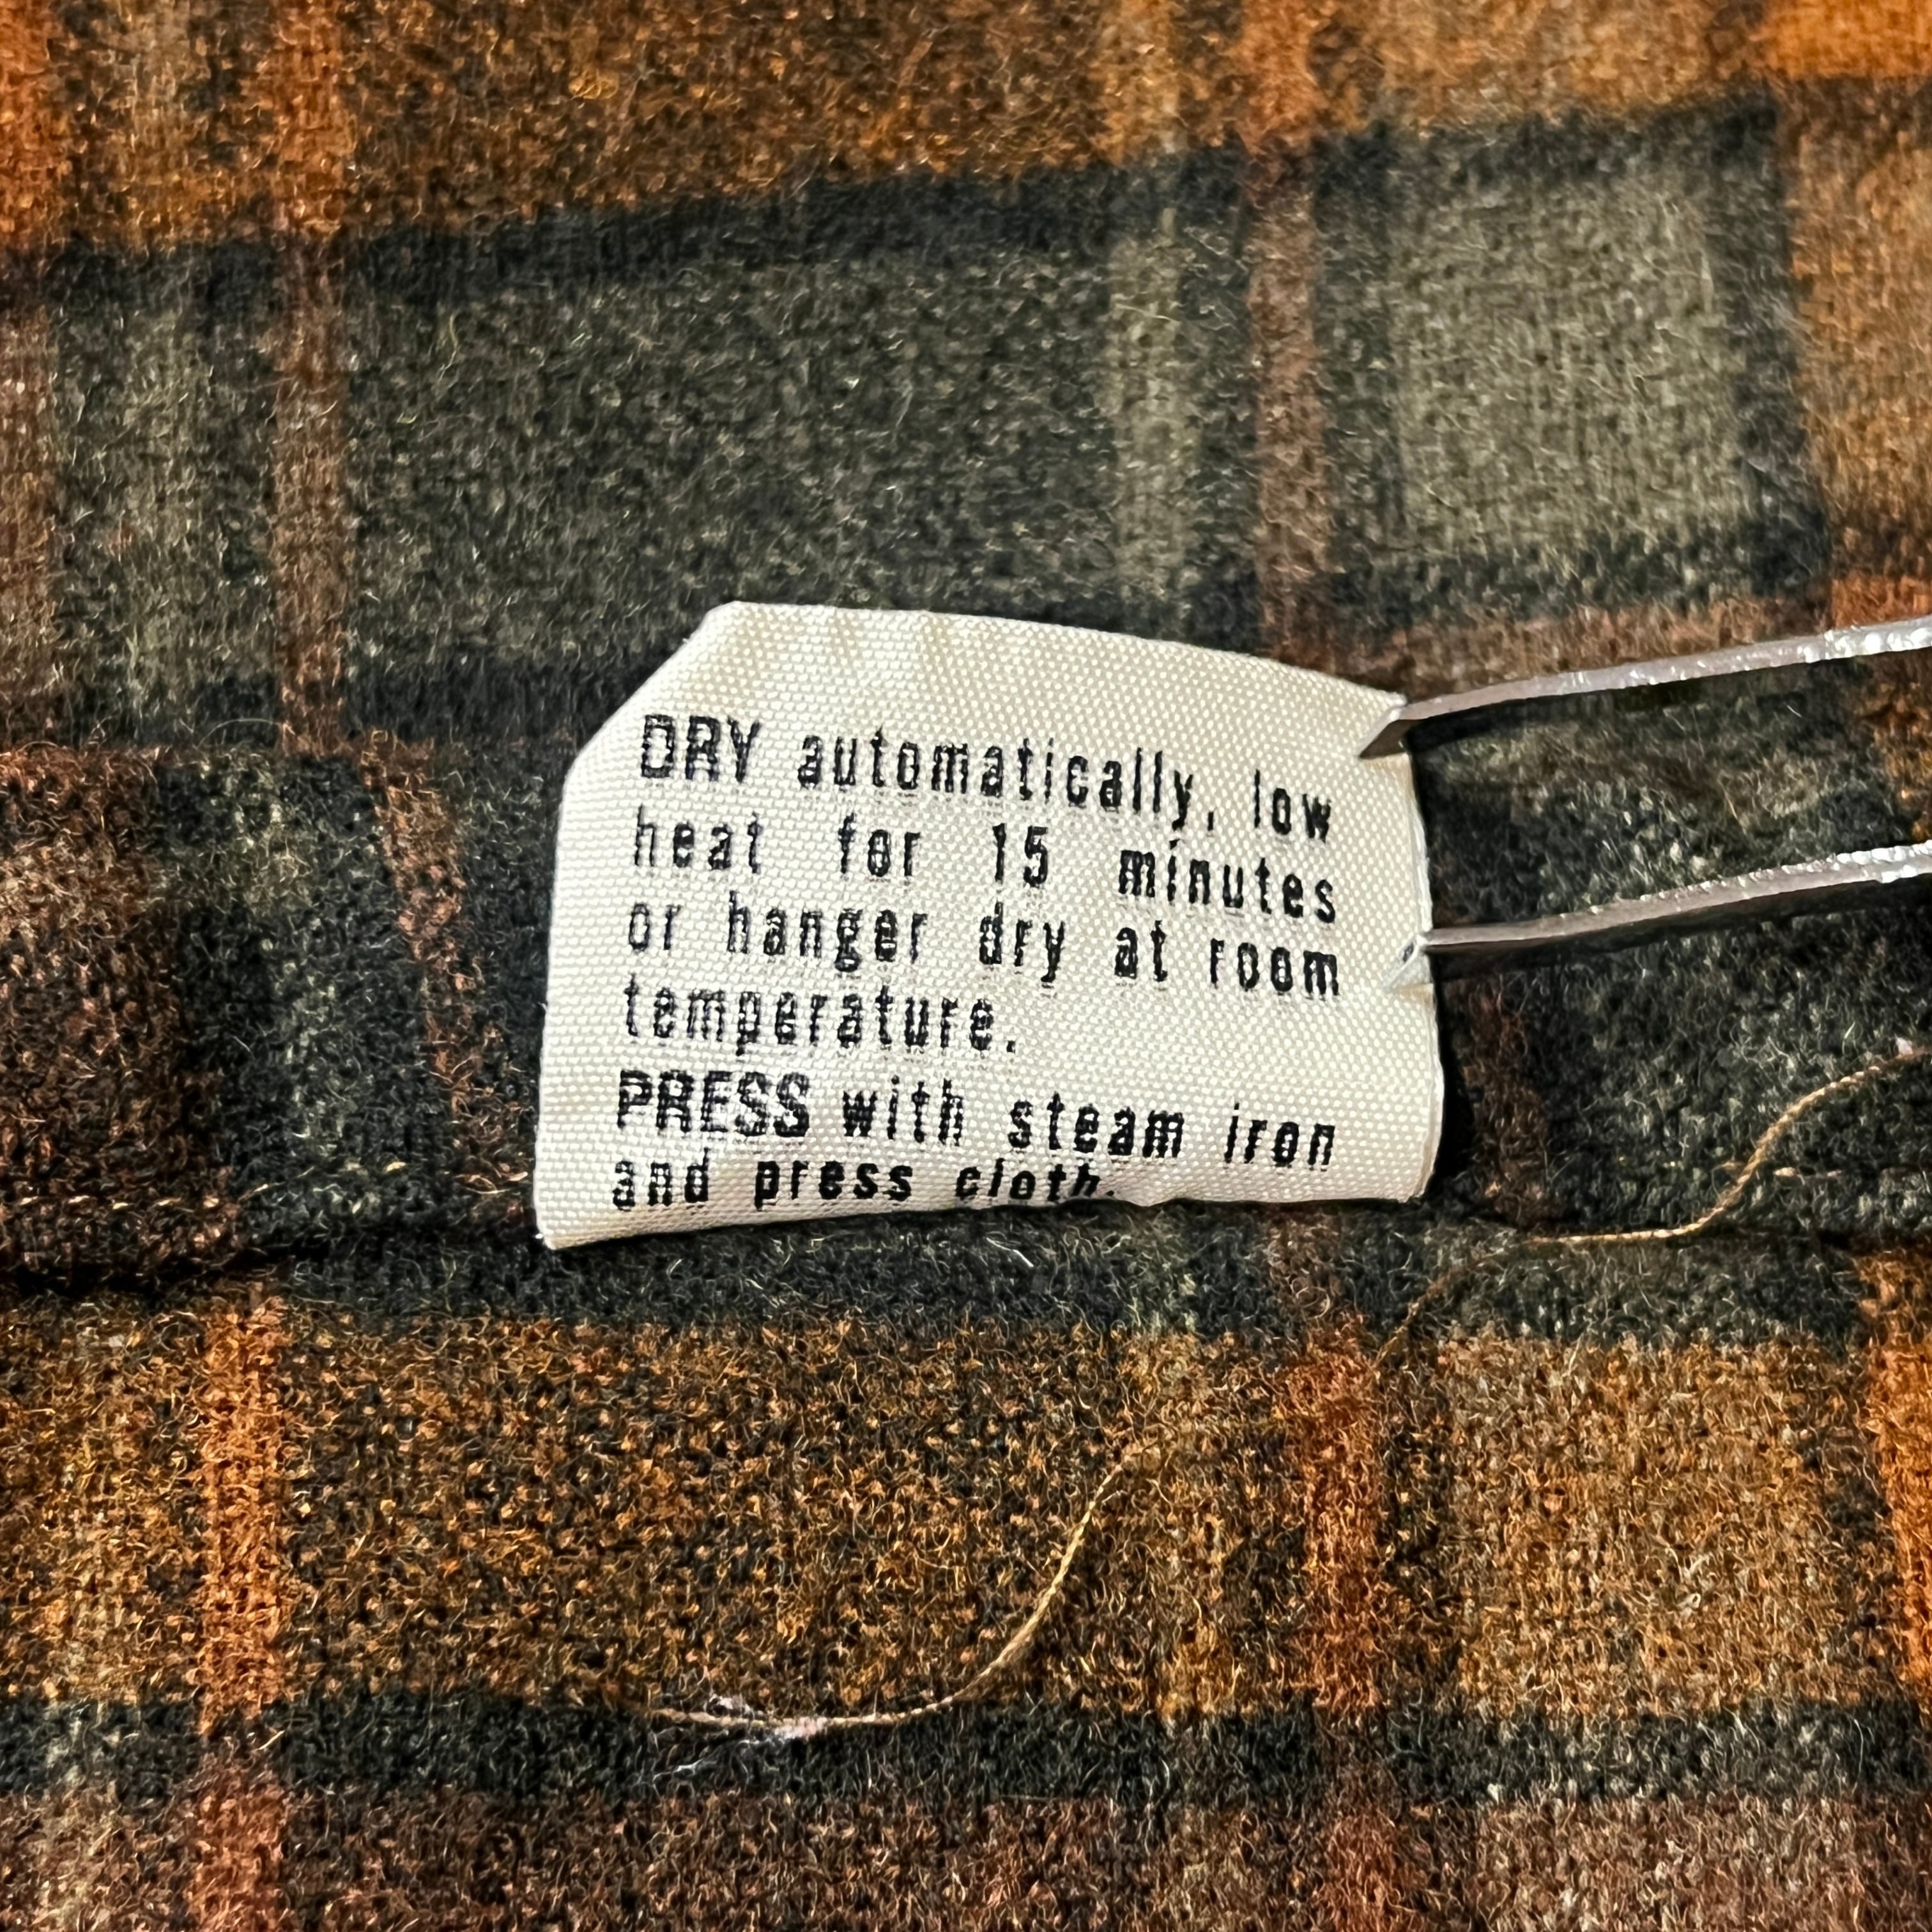 DRY automatically, low
heat for 15 minutes
or hanger dry at room
temperature.
PRESS with steam iron
and press cloth.